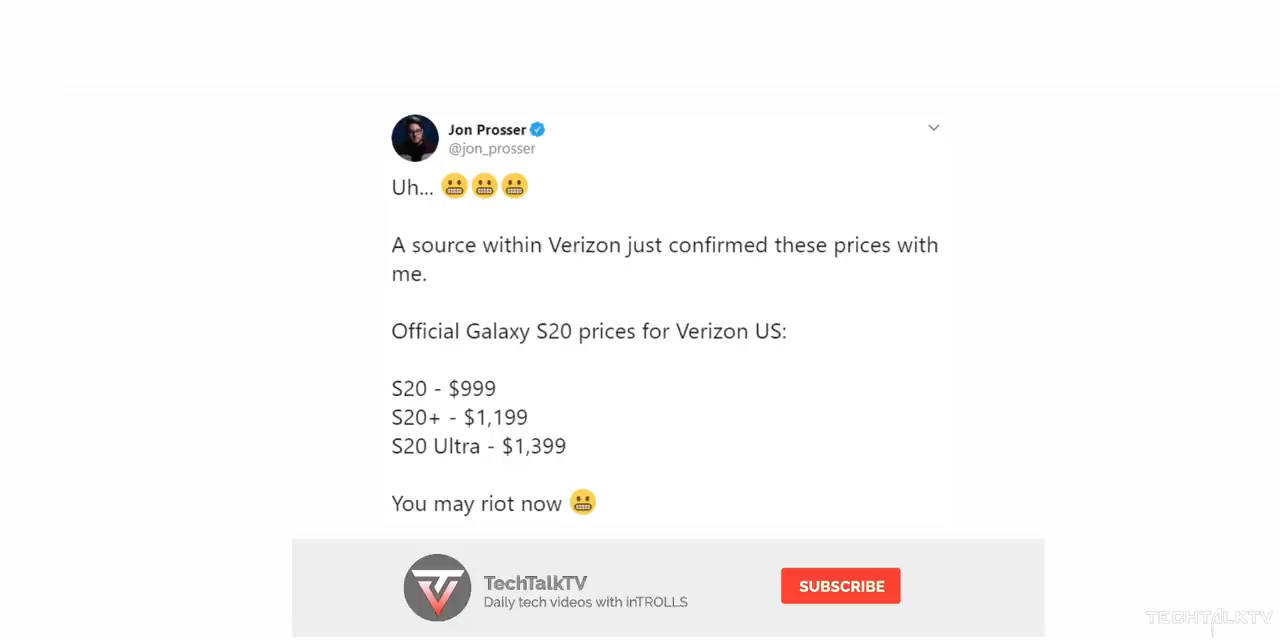 Jon Prosser
@jon_prosser
Uh... 😬😬😬
A source within Verizon just confirmed these prices with
me.
Official Galaxy S20 prices for Verizon US:
S20 - $999
S20+ - $1,199
S20 Ultra - $1,399
You may riot now 😬
TechTalkTV
Daily tech videos with inTROLLS
SUBSCRIBE
TECHTALKTV